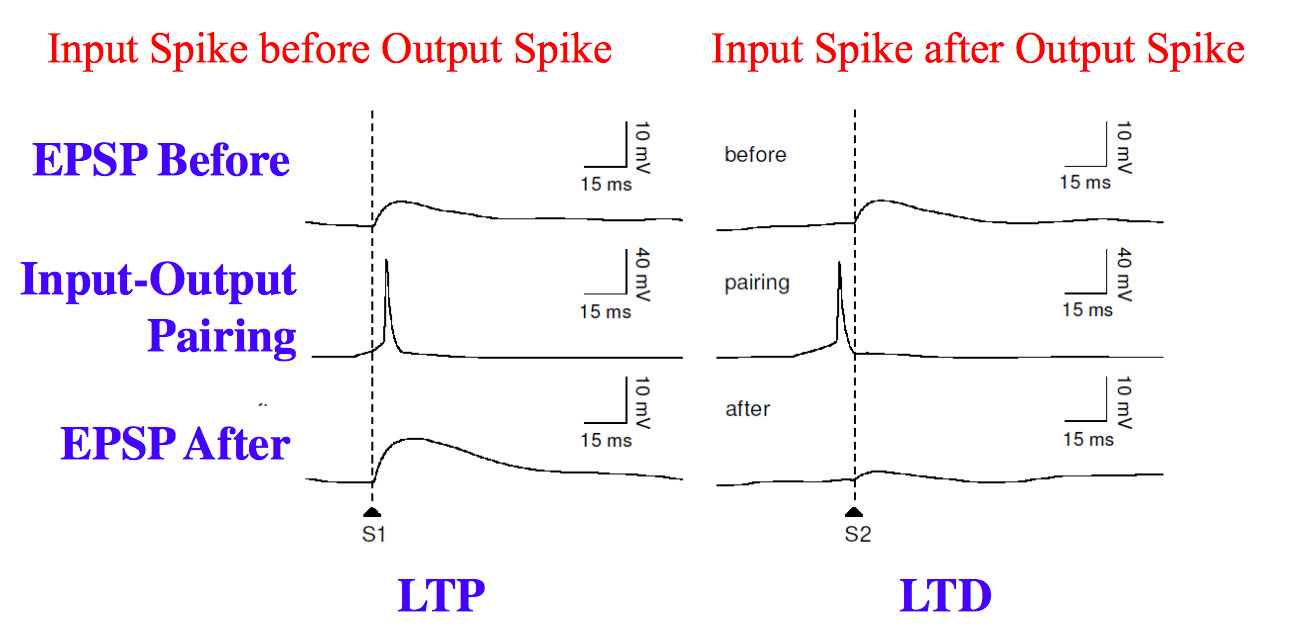 Input Spike before Output Spike
Input Spike after Output Spike
EPSP Before
10 mV
15 ms
before
10 mV
15 ms
Input-Output
Pairing
40 mV
15 ms
pairing
40 mV
15 ms
EPSP After
10 mV
15 ms
after
10 mV
15 ms
S1
S2
LTP
LTD